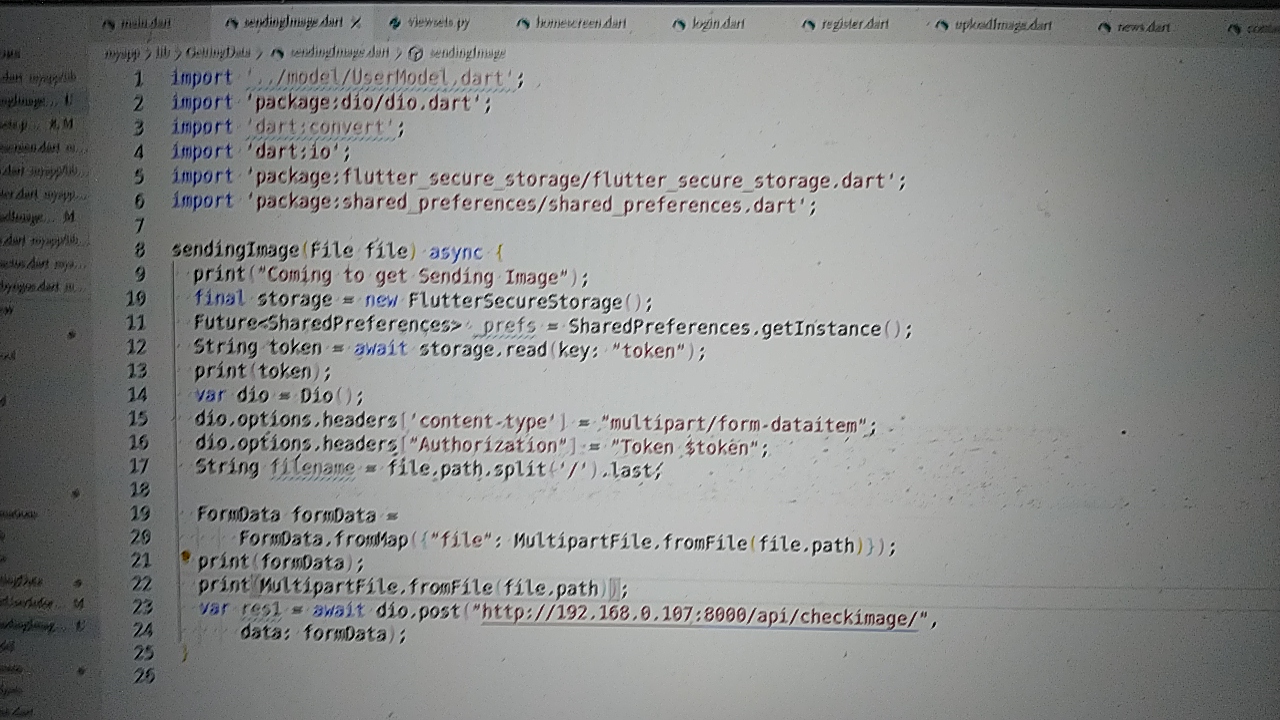 main.dart
sendingImage.dart
viewsets.py
homescreen.dart
login.dart
register.dart
uploadImage.dart
news.dart
myapp > lib > GettingData > sendingImage.dart > sendingImage
1 import '../model/UserModel.dart';
2 import 'package:dio/dio.dart';
3 import 'dart:convert';
4 import 'dart:io';
5 import 'package:flutter_secure_storage/flutter_secure_storage.dart';
6 import 'package:shared_preferences/shared_preferences.dart';
7
8 sendingImage(File file) async {
9 print("Coming to get Sending Image");
10 final storage = new FlutterSecureStorage();
11 Future<SharedPreferences> _prefs = SharedPreferences.getInstance();
12 String token = await storage.read(key: "token");
13 print(token);
14 var dio = Dio();
15 dio.options.headers['content-type'] = "multipart/form-dataitem";
16 dio.options.headers["Authorization"] = "Token $token";
17 String filename = file.path.split('/').last;
18
19 FormData formData =
20 FormData.fromMap({"file": MultipartFile.fromFile(file.path)});
21 print(formData);
22 print(MultipartFile.fromFile(file.path));
23 var res1 = await dio.post("http://192.168.0.107:8000/api/checkimage/",
24 data: formData);
25 }
26